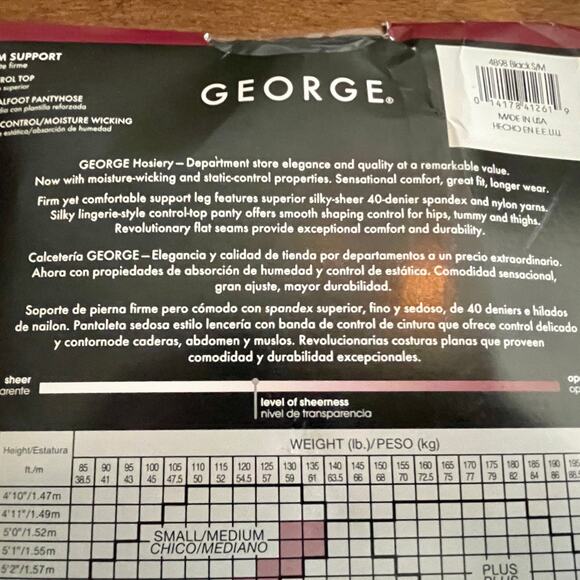 M SUPPORT
te firme
ROL TOP
superior
ALFOOT PANTYHOSE
dia con plantilla reforzada
CONTROL/MOISTURE WICKING
estática/absorción de humedad
GEORGE®
4898 Black S/M
0 14178 41261 9
MADE IN USA
HECHO EN E.E.U.U.
GEORGE Hosiery—Department store elegance and quality at a remarkable value.
Now with moisture-wicking and static-control properties. Sensational comfort, great fit, longer wear.
Firm yet comfortable support leg features superior silky-sheer 40-denier spandex and nylon yarns.
Silky lingerie-style control-top panty offers smooth shaping control for hips, tummy and thighs.
Revolutionary flat seams provide exceptional comfort and durability.
Calcetería GEORGE—Elegancia y calidad de tienda por departamentos a un precio extraordinario.
Ahora con propiedades de absorción de humedad y control de estática. Comodidad sensacional,
gran ajuste, mayor durabilidad.
Soporte de pierna firme pero cómodo con spandex superior, fino y sedoso, de 40 deniers e hilados
de nailon. Pantaleta sedosa estilo lencería con banda de control de cintura que ofrece control delicado
y contornode caderas, abdomen y muslos. Revolucionarias costuras planas que proveen
comodidad y durabilidad excepcionales.
sheer
arente
op
op
level of sheerness
nivel de transparencia
Height/Estatura
WEIGHT (lb.)/PESO (kg)
ft./m
85 90 95 100 105 110 115 120 125 130 135 140 145 150 155 160 165 170 175 180 185 190 195
38.5 41 43 45 47.5 50 52 54.5 57 59 61 63.5 66 68 70 72.5 75 77 79 82 84 86 88.5
4'10"/1.47m
4'11"/1.49m
5'0"/1.52m
5'1"/1.55m
5'2"/1.57m
SMALL/MEDIUM
CHICO/MEDIANO
PLUS